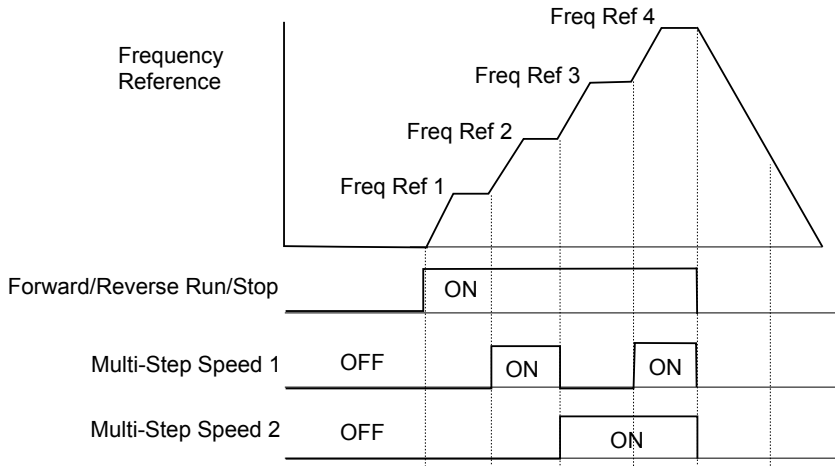 Freq Ref 4
Frequency
Reference
Freq Ref 3
Freq Ref 2
Freq Ref 1
Forward/Reverse Run/Stop
ON
Multi-Step Speed 1
OFF
ON
ON
Multi-Step Speed 2
OFF
ON